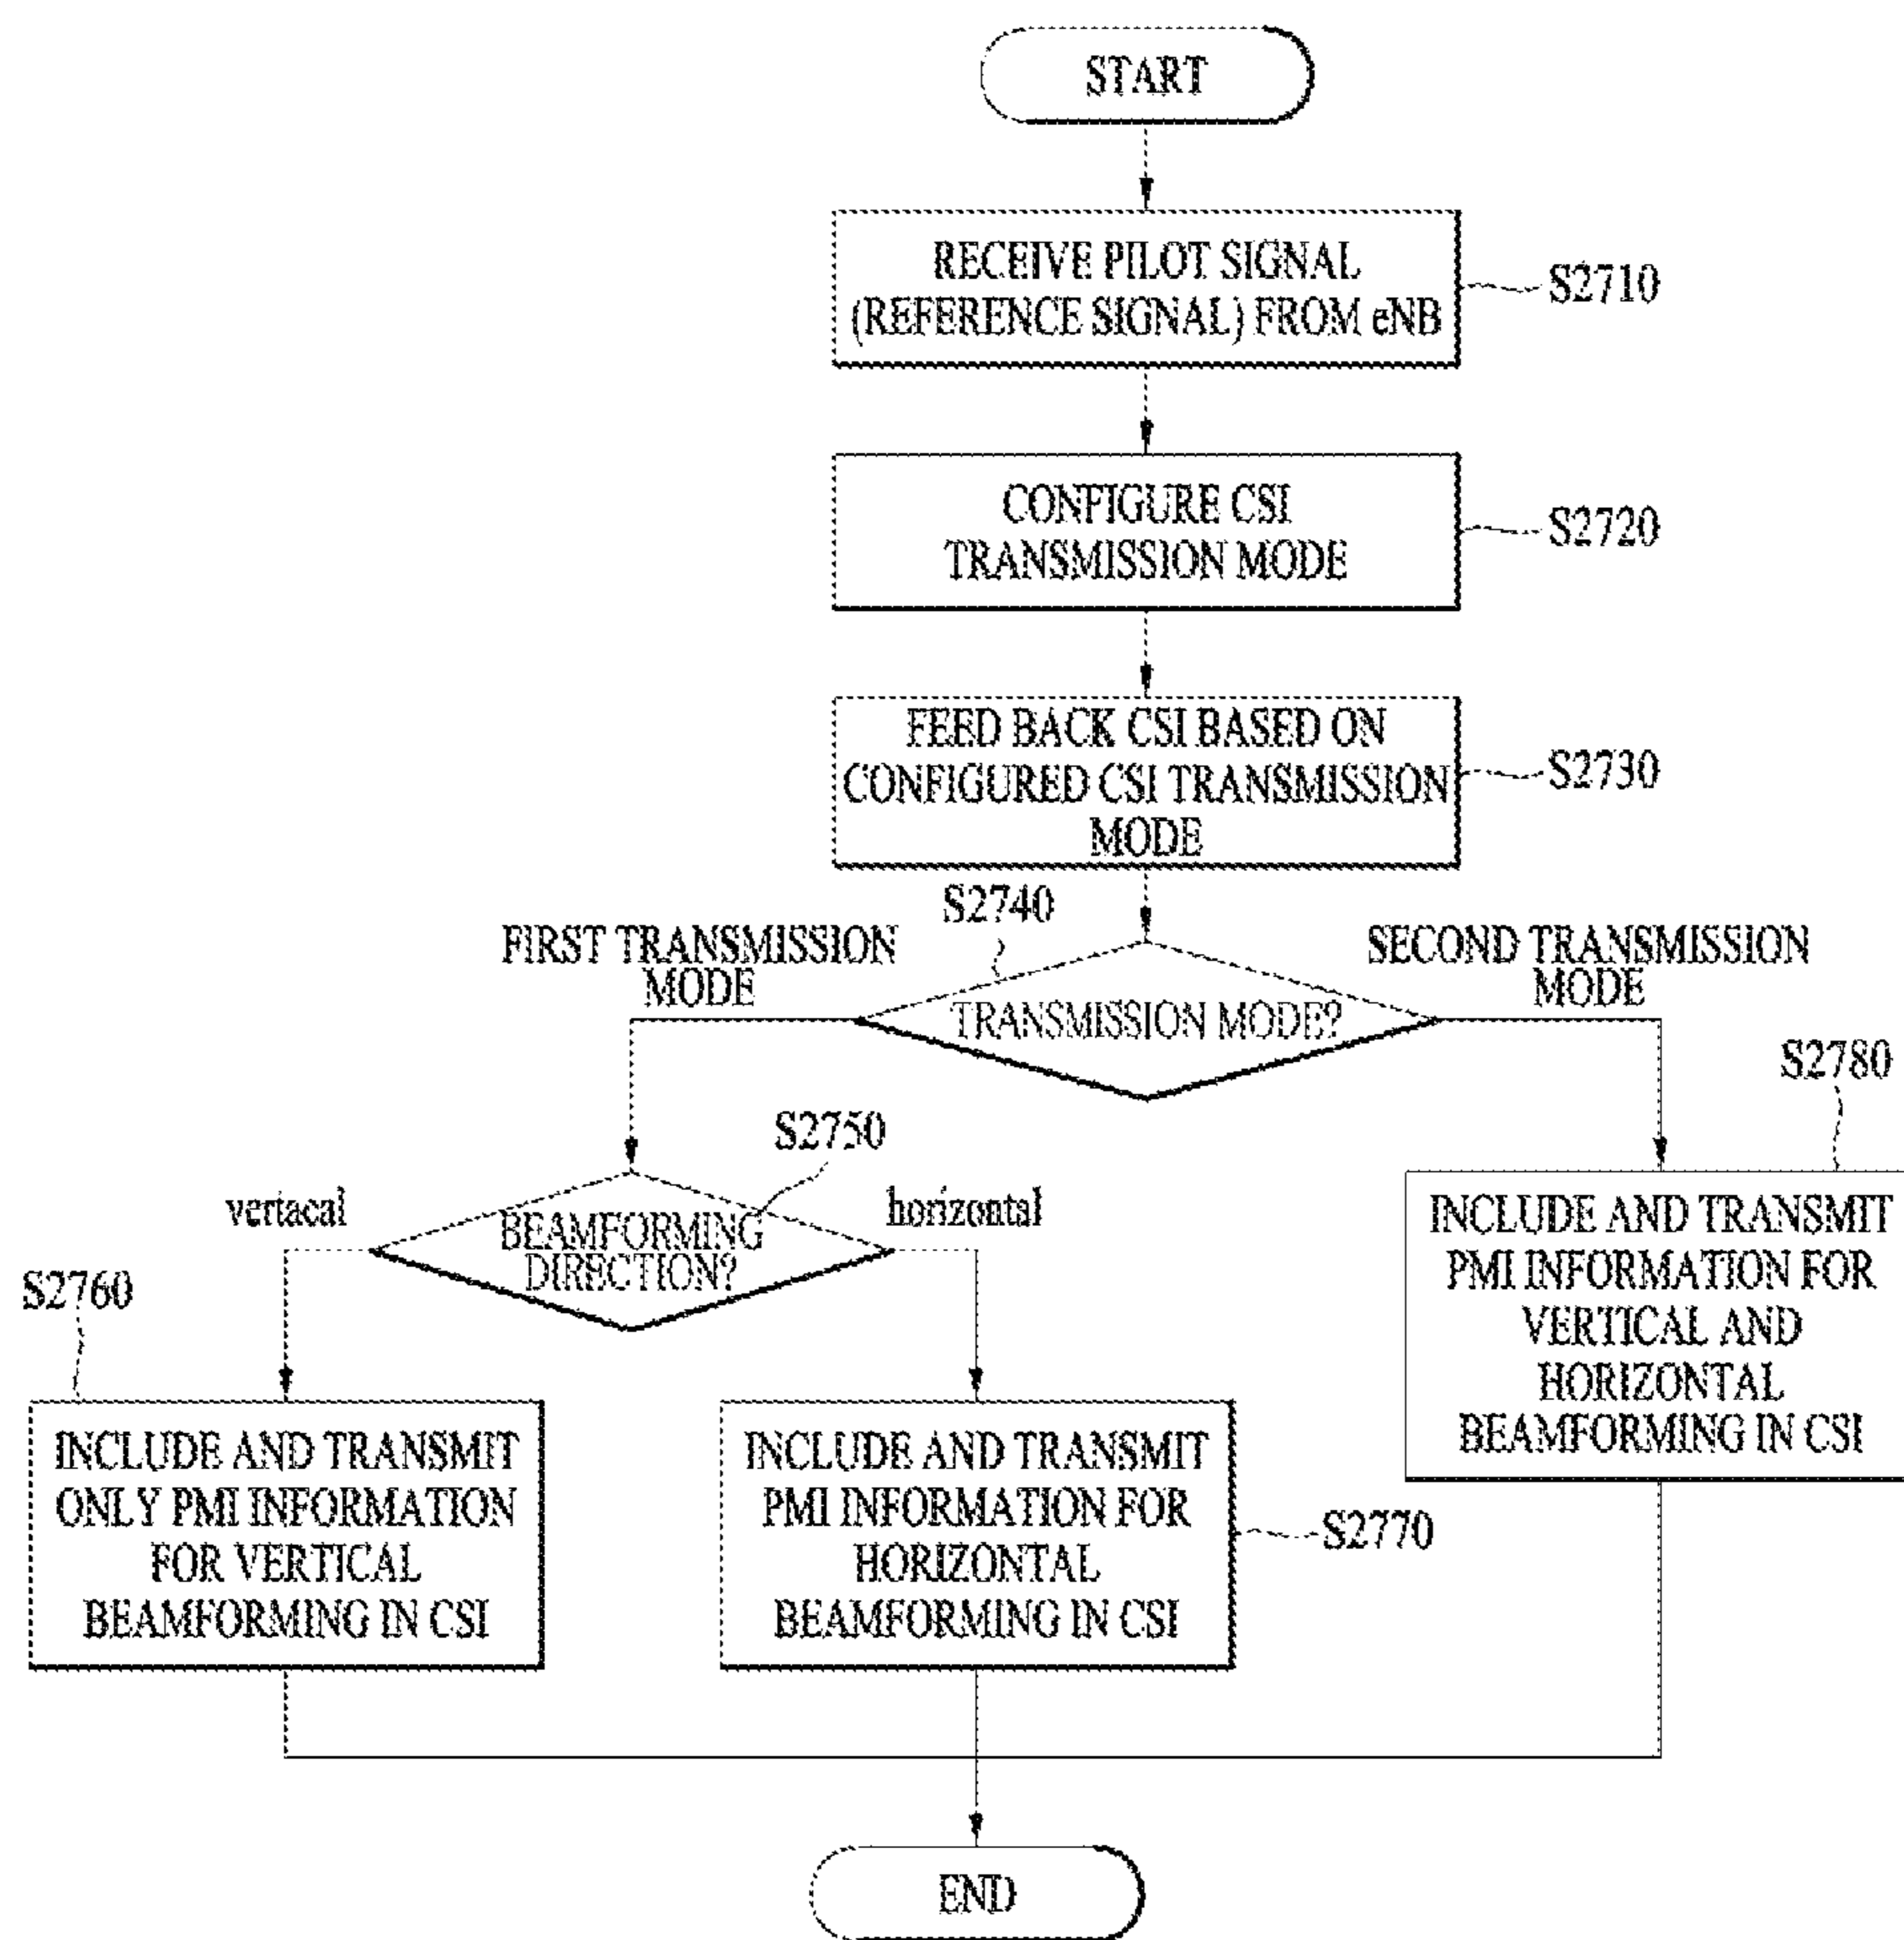 START
RECEIVE PILOT SIGNAL
(REFERENCE SIGNAL) FROM eNB
S2710
CONFIGURE CSI
TRANSMISSION MODE
S2720
FEED BACK CSI BASED ON
CONFIGURED CSI TRANSMISSION
MODE
S2730
S2740
FIRST TRANSMISSION
MODE
TRANSMISSION MODE?
SECOND TRANSMISSION
MODE
S2750
vertacal
BEAMFORMING
DIRECTION?
horizontal
S2780
INCLUDE AND TRANSMIT
PMI INFORMATION FOR
VERTICAL AND
HORIZONTAL
BEAMFORMING IN CSI
S2760
INCLUDE AND TRANSMIT
ONLY PMI INFORMATION
FOR VERTICAL
BEAMFORMING IN CSI
INCLUDE AND TRANSMIT
PMI INFORMATION FOR
HORIZONTAL
BEAMFORMING IN CSI
S2770
END